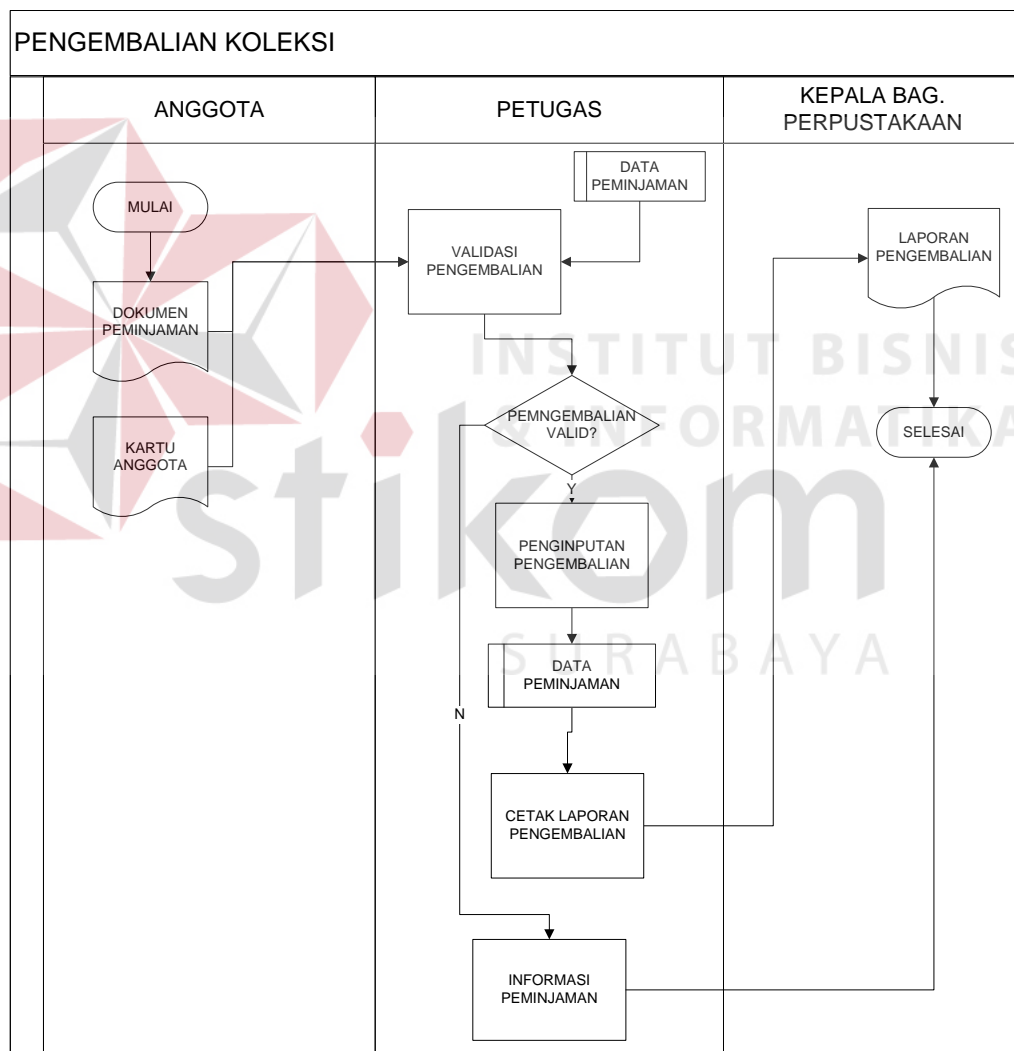 PENGEMBALIAN KOLEKSI
ANGGOTA
PETUGAS
KEPALA BAG.
PERPUSTAKAAN
MULAI
DOKUMEN
PEMINJAMAN
KARTU
ANGGOTA
DATA
PEMINJAMAN
VALIDASI
PENGEMBALIAN
PEMNGEMBALIAN
VALID?
Y
N
PENGINPUTAN
PENGEMBALIAN
DATA
PEMINJAMAN
CETAK LAPORAN
PENGEMBALIAN
INFORMASI
PEMINJAMAN
LAPORAN
PENGEMBALIAN
SELESAI
INSTITUT BISNIS
& INFORMATIKA
stikom
SURABAYA